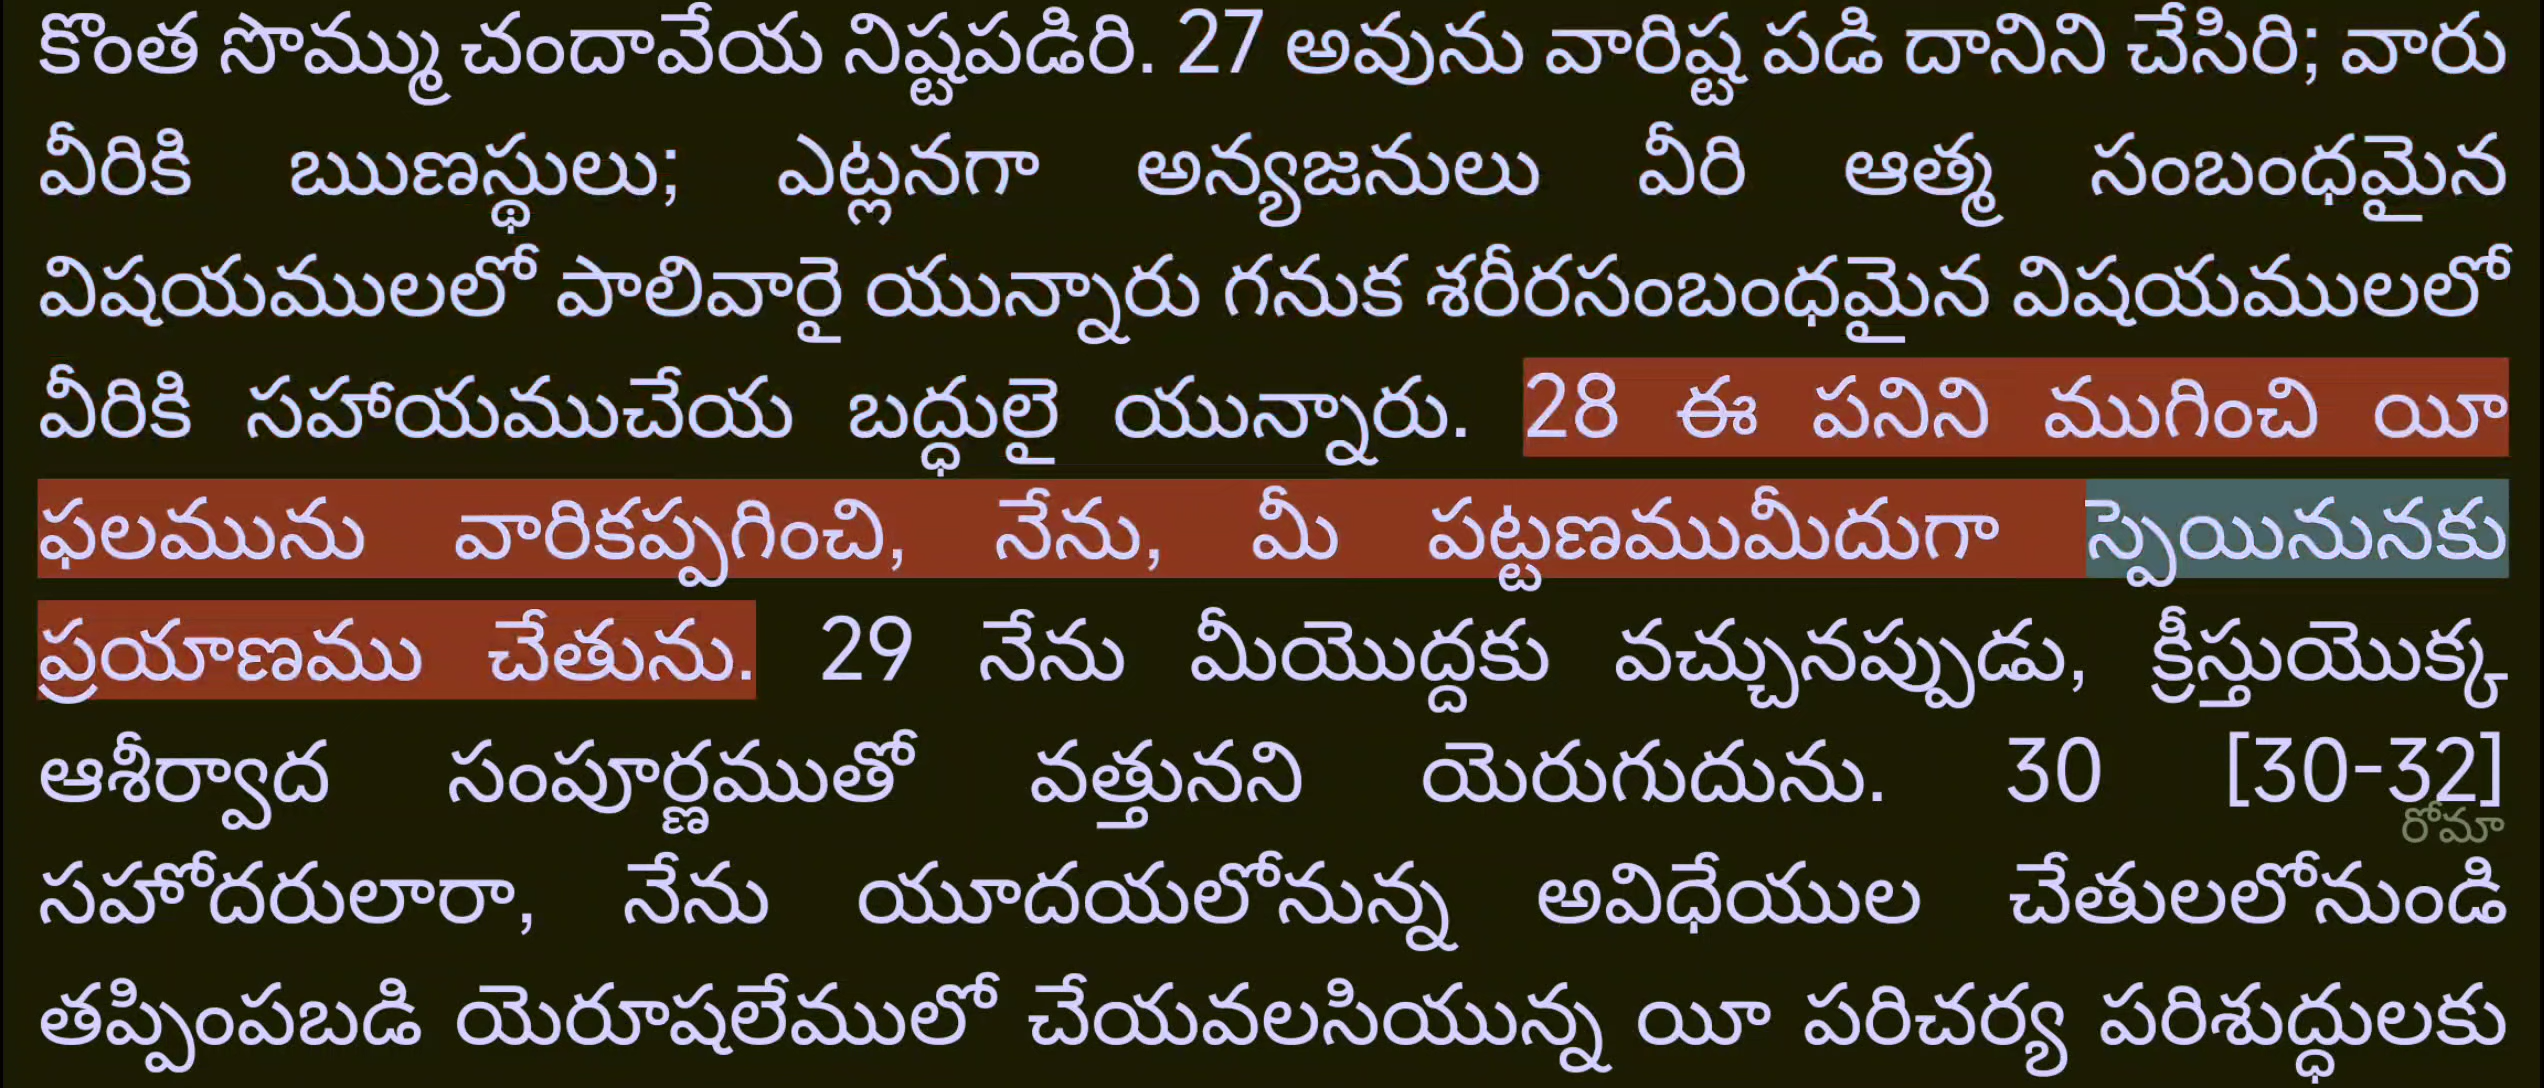 కొంత సొమ్ము చందావేయ నిష్టపడిరి. 27 అవును వారిష్ట పడి దానిని చేసిరి; వారు
వీరికి ఋణస్థులు; ఎట్లనగా అన్యజనులు వీరి ఆత్మ సంబంధమైన
విషయములలో పాలివారై యున్నారు గనుక శరీరసంబంధమైన విషయములలో
వీరికి సహాయముచేయ బద్ధులై యున్నారు. 28 ఈ పనిని ముగించి యీ
ఫలమును వారికప్పగించి, నేను, మీ పట్టణముమీదుగా స్పెయినునకు
ప్రయాణము చేతును. 29 నేను మీయొద్దకు వచ్చునప్పుడు, క్రీస్తుయొక్క
ఆశీర్వాద సంపూర్ణముతో వత్తునని యెరుగుదును. 30 [30-32]
రోమా
సహోదరులారా, నేను యూదయలోనున్న అవిధేయుల చేతులలోనుండి
తప్పింపబడి యెరూషలేములో చేయవలసియున్న యీ పరిచర్య పరిశుద్ధులకు